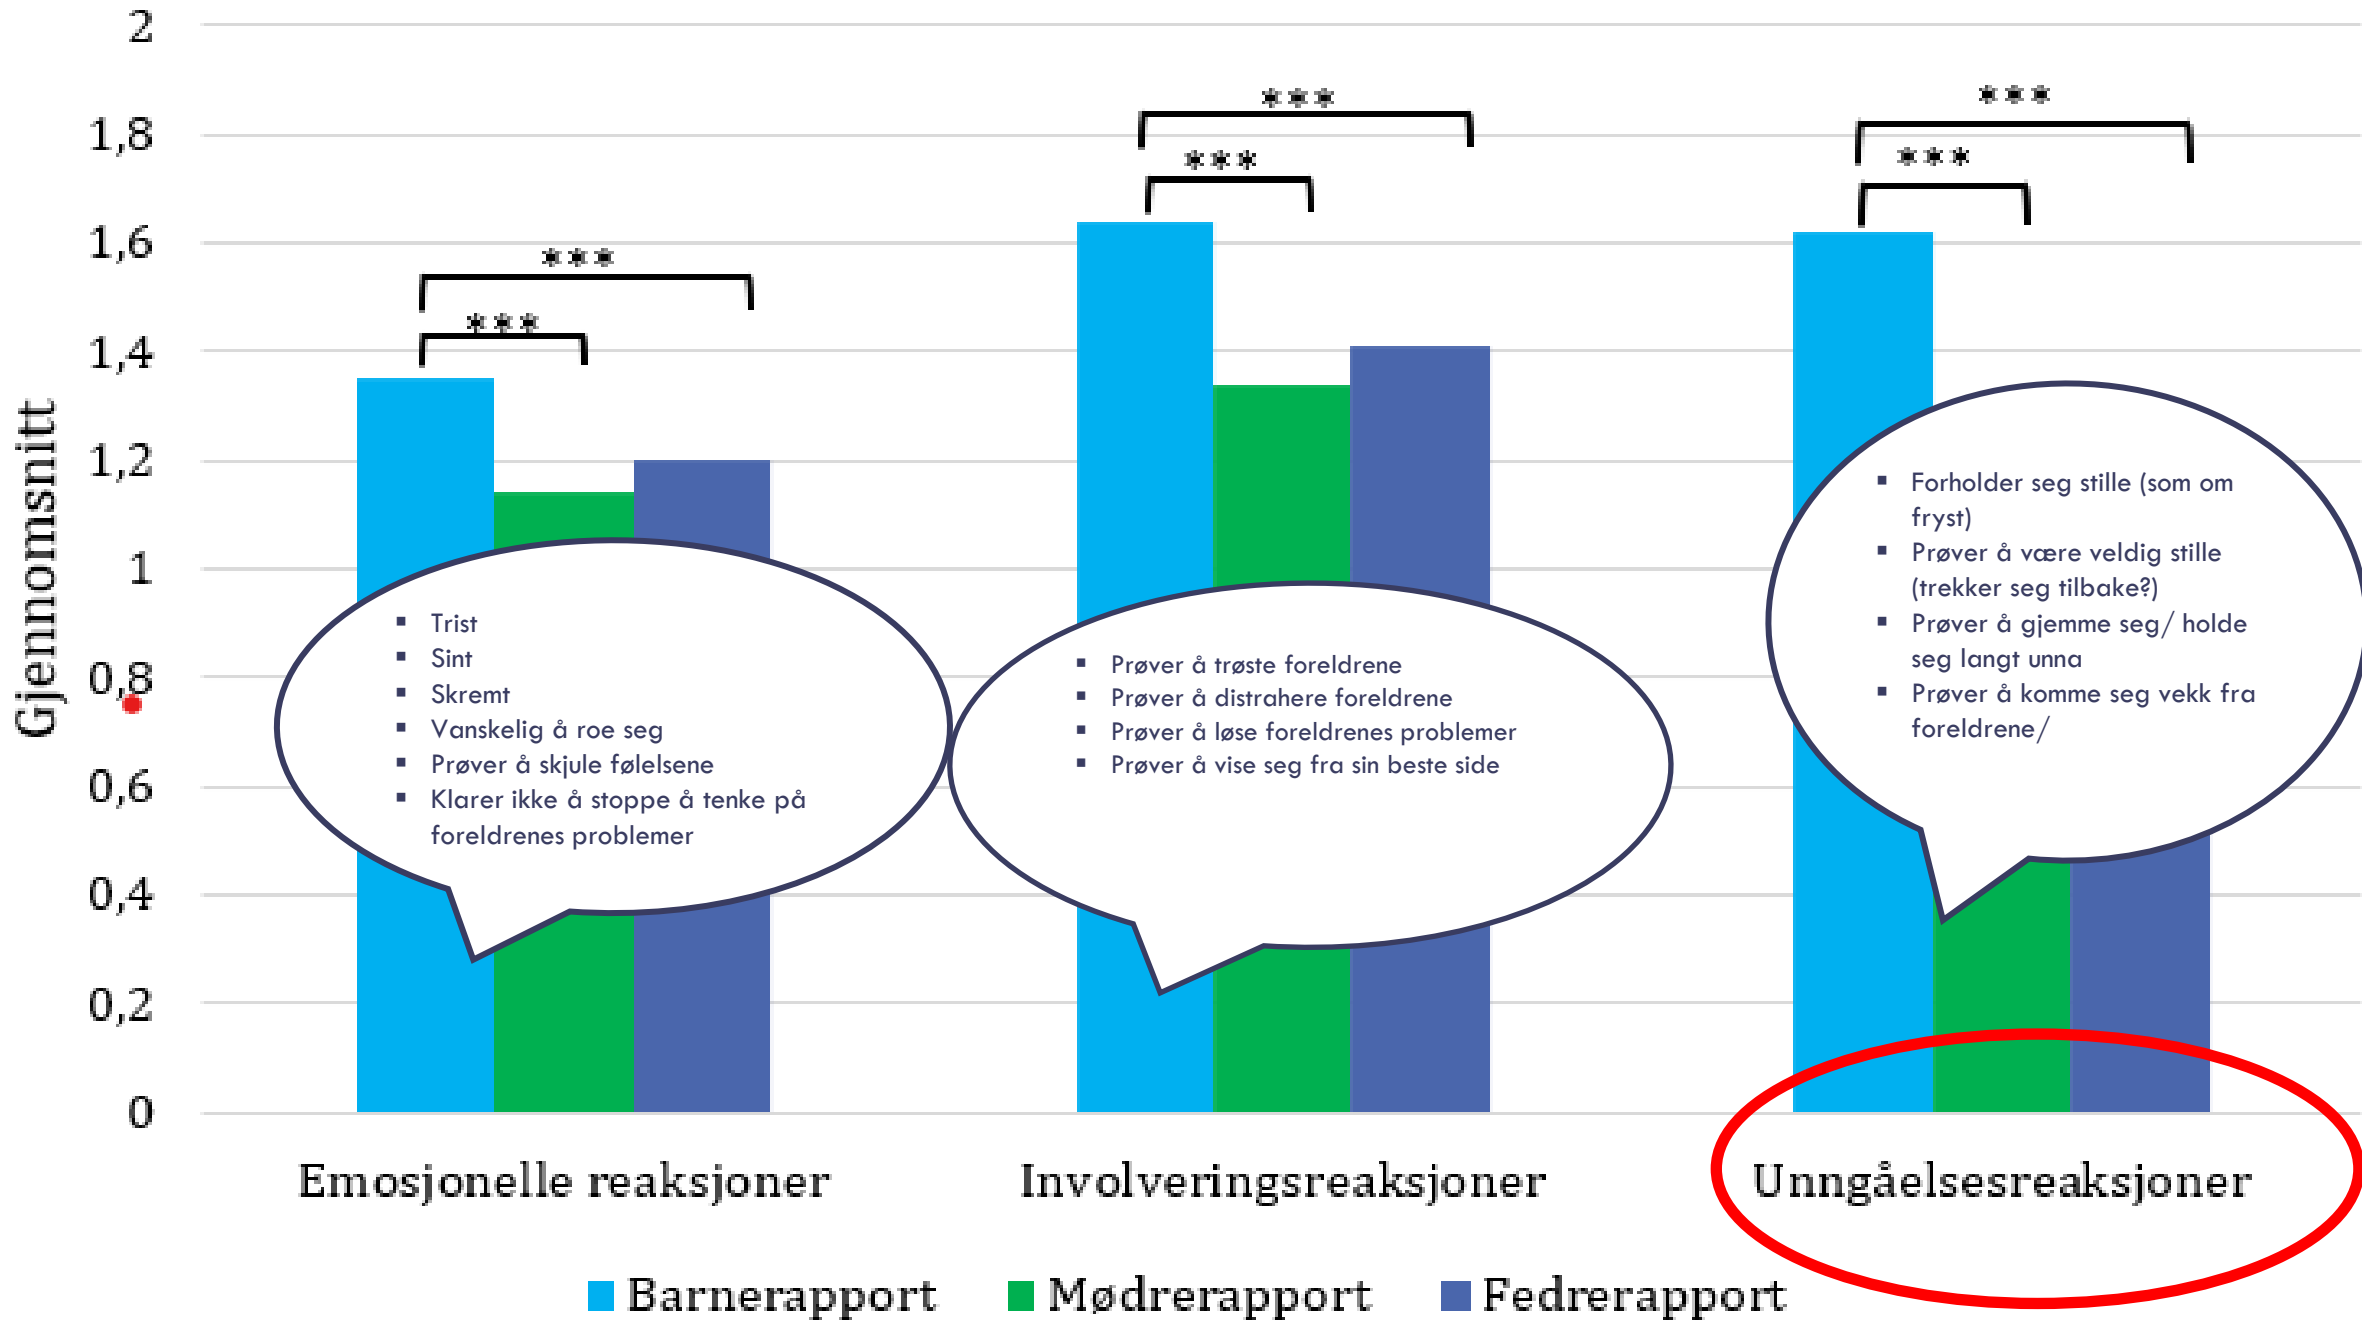 2
1,8
1,6
1,4
1,2
1
0,8
0,6
0,4
0,2
0
Gjennomsnitt
***
***
***
***
***
***
▪ Trist
▪ Sint
▪ Skremt
▪ Vanskelig å roe seg
▪ Prøver å skjule følelsene
▪ Klarer ikke å stoppe å tenke på
foreldrenes problemer
▪ Prøver å trøste foreldrene
▪ Prøver å distrahere foreldrene
▪ Prøver å løse foreldrenes problemer
▪ Prøver å vise seg fra sin beste side
▪ Forholder seg stille (som om
fryst)
▪ Prøver å være veldig stille
(trekker seg tilbake?)
▪ Prøver å gjemme seg/ holde
seg langt unna
▪ Prøver å komme seg vekk fra
foreldrene/
Emosjonelle reaksjoner
Involveringsreaksjoner
Unngåelsesreaksjoner
Barnerapport
Mødrerapport
Fedrerapport